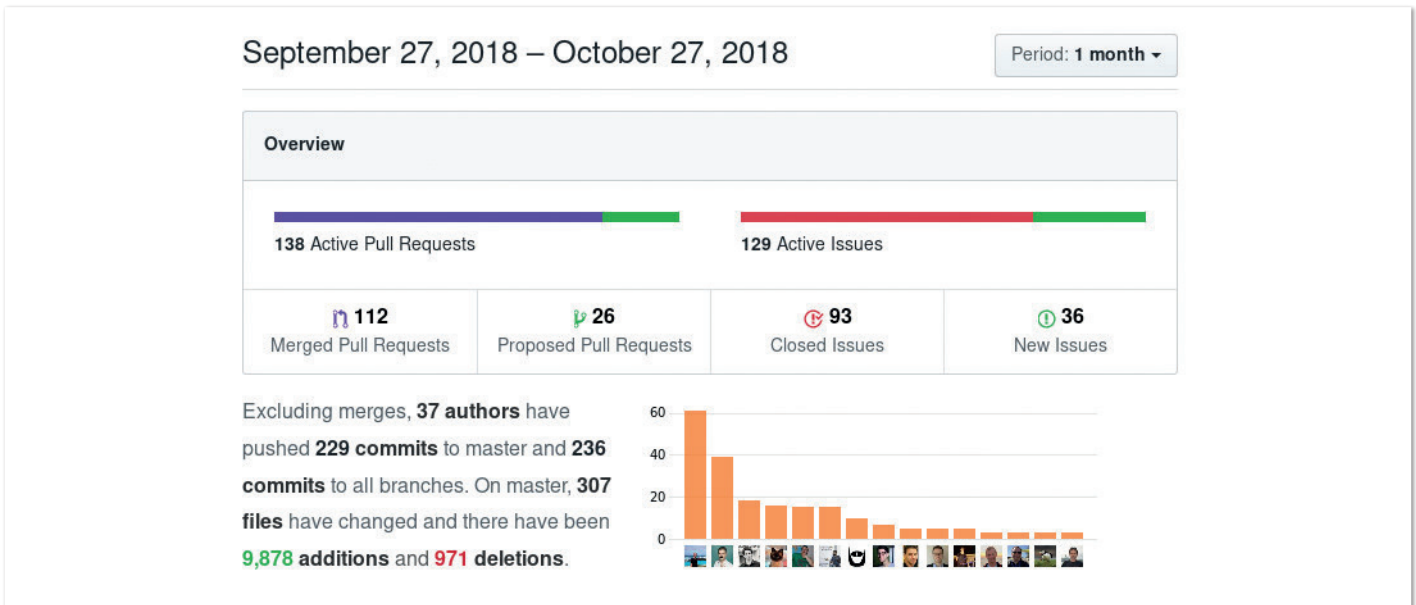 September 27, 2018 – October 27, 2018
Period: 1 month
Overview
138 Active Pull Requests
129 Active Issues
112
Merged Pull Requests
26
Proposed Pull Requests
93
Closed Issues
36
New Issues
Excluding merges, 37 authors have
pushed 229 commits to master and 236
commits to all branches. On master, 307
files have changed and there have been
9,878 additions and 971 deletions.
60
40
20
0